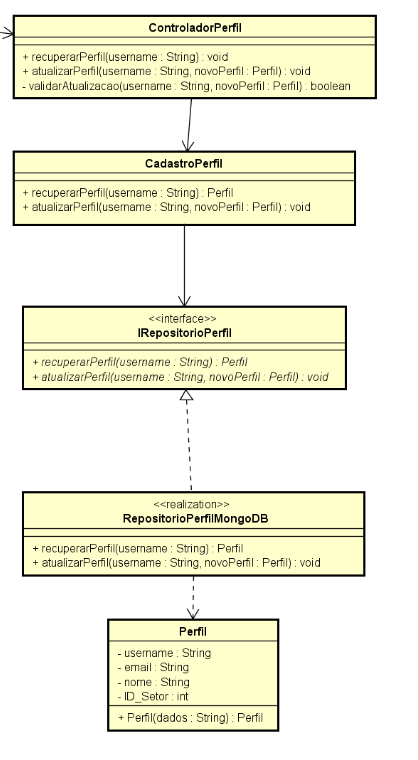 ControladorPerfil
+ recuperarPerfil(username : String) : void
+ atualizarPerfil(username : String, novoPerfil : Perfil) : void
- validarAtualizacao(username : String, novoPerfil : Perfil) : boolean
CadastroPerfil
+ recuperarPerfil(username : String) : Perfil
+ atualizarPerfil(username : String, novoPerfil : Perfil) : void
<<interface>>
IRepositorioPerfil
+ recuperarPerfil(username : String) : Perfil
+ atualizarPerfil(username : String, novoPerfil : Perfil) : void
<<realization>>
RepositorioPerfilMongoDB
+ recuperarPerfil(username : String) : Perfil
+ atualizarPerfil(username : String, novoPerfil : Perfil) : void
Perfil
- username : String
- email : String
- nome : String
- ID_Setor : int
+ Perfil(dados : String) : Perfil